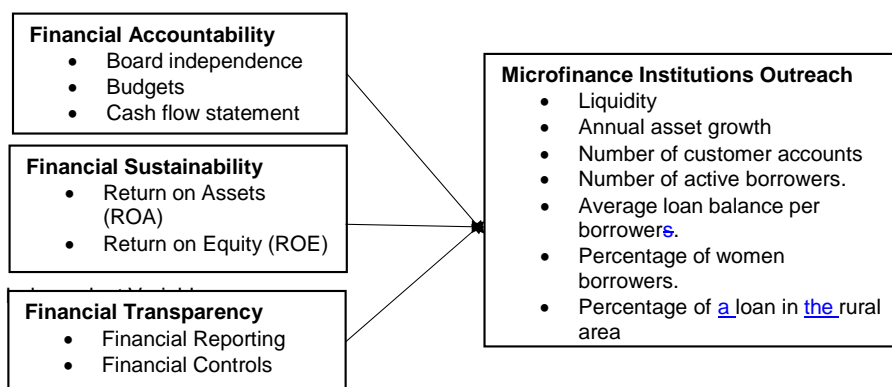 Financial Accountability
• Board independence
• Budgets
• Cash flow statement
Financial Sustainability
• Return on Assets
(ROA)
• Return on Equity (ROE)
Financial Transparency
• Financial Reporting
• Financial Controls
Microfinance Institutions Outreach
• Liquidity
• Annual asset growth
• Number of customer accounts
• Number of active borrowers.
• Average loan balance per
borrowers.
• Percentage of women
borrowers.
• Percentage of a loan in the rural
area